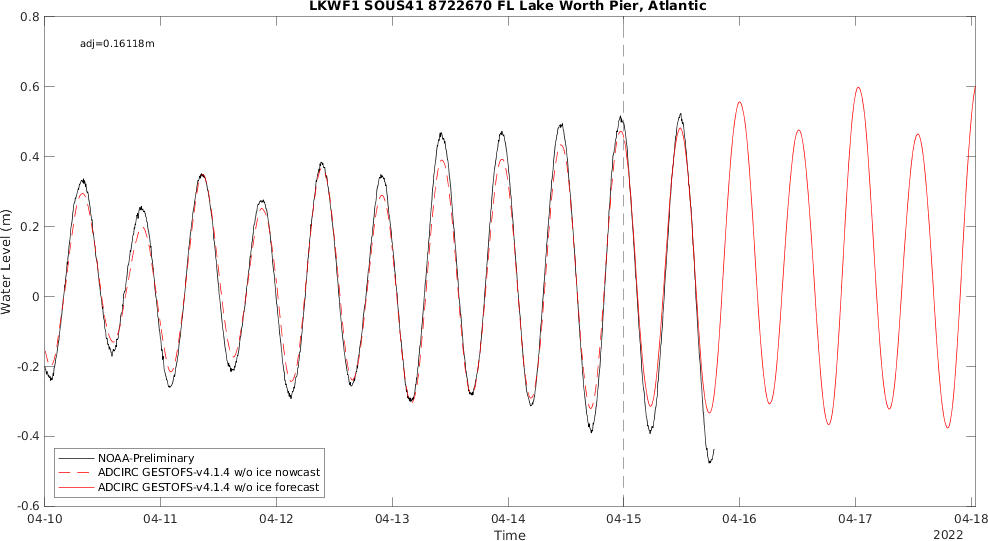 LKWF1 SOUS41 8722670 FL Lake Worth Pier, Atlantic
adj=0.16118m
Water Level (m)
0.8
0.6
0.4
0.2
0
-0.2
-0.4
-0.6
NOAA-Preliminary
ADCIRC GESTOFS-v4.1.4 w/o ice nowcast
ADCIRC GESTOFS-v4.1.4 w/o ice forecast
04-10 04-11 04-12 04-13 04-14 04-15 04-16 04-17 04-18
Time
2022